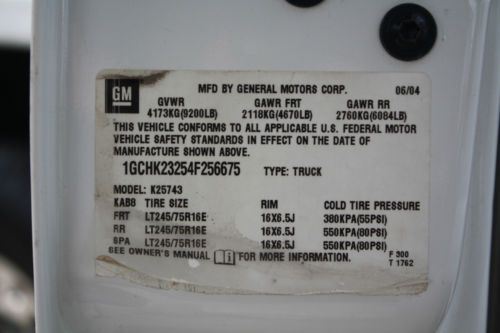 GM MFD BY GENERAL MOTORS CORP. 06/04
GVWR GAWR FRT GAWR RR
4173KG(9200LB) 2118KG(4670LB) 2760KG(6084LB)
THIS VEHICLE CONFORMS TO ALL APPLICABLE U.S. FEDERAL MOTOR
VEHICLE SAFETY STANDARDS IN EFFECT ON THE DATE OF
MANUFACTURE SHOWN ABOVE.
1GCHK23254F256675 TYPE: TRUCK
MODEL: K25743
KAB8 TIRE SIZE RIM COLD TIRE PRESSURE
FRT LT245/75R16E 16X6.5J 380KPA(55PSI)
RR LT245/75R16E 16X6.5J 550KPA(80PSI)
SPA LT245/75R16E 16X6.5J 550KPA(80PSI)
SEE OWNER'S MANUAL FOR MORE INFORMATION. F 300
T 1762